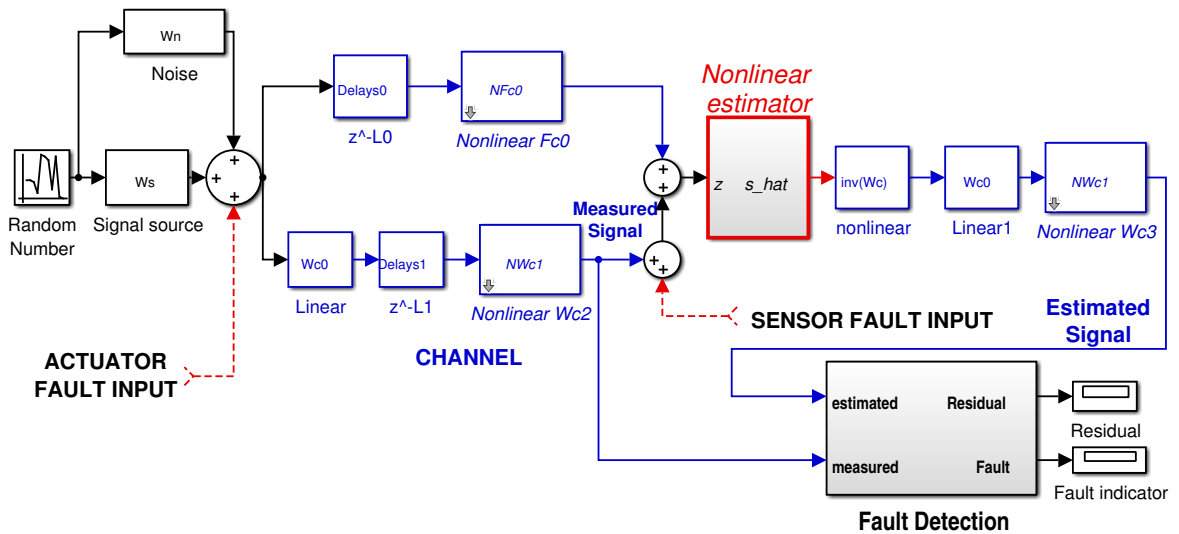 Wn
Noise
Random
Number
Ws
Signal source
+
+
+
ACTUATOR
FAULT INPUT
Delays0
z^-L0
NFc0
Nonlinear Fc0
Wc0
Linear
Delays1
z^-L1
NWc1
Nonlinear Wc2
CHANNEL
Measured
Signal
+
+
+
+
SENSOR FAULT INPUT
Nonlinear
estimator
z s_hat
inv(Wc)
nonlinear
Wc0
Linear1
NWc1
Nonlinear Wc3
Estimated
Signal
estimated Residual
measured Fault
Fault Detection
Residual
Fault indicator